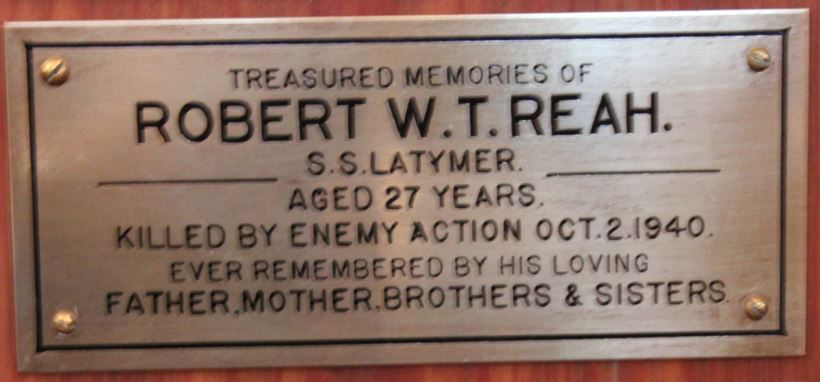 TREASURED MEMORIES OF
ROBERT W.T. REAH.
S.S. LATYMER.
AGED 27 YEARS.
KILLED BY ENEMY ACTION OCT.2.1940.
EVER REMEMBERED BY HIS LOVING
FATHER, MOTHER, BROTHERS & SISTERS.